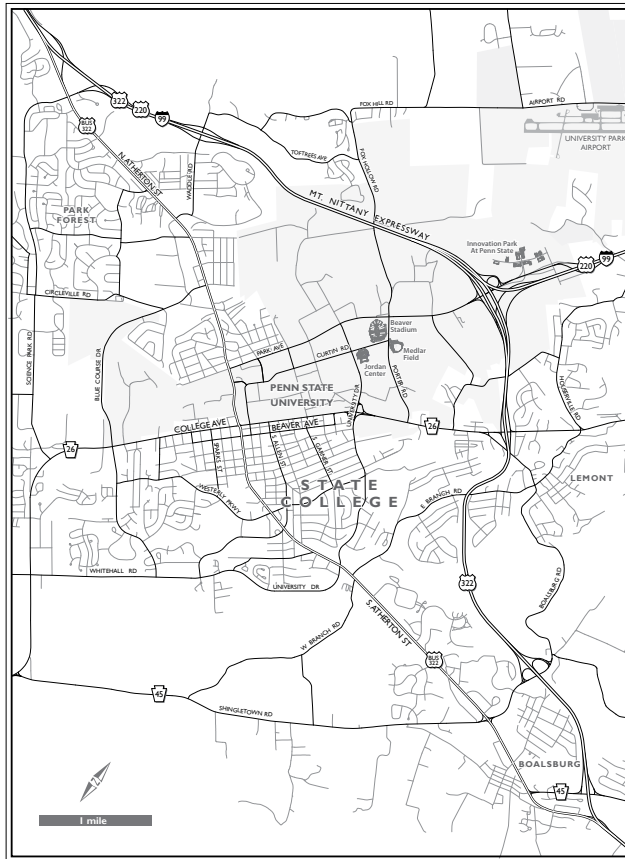 FOX HILL RD
AIRPORT RD
322
220
99
BUS
322
UNIVERSITY PARK
AIRPORT
N ATHERTON ST
TOFTREES AVE
FOX HOLLOW RD
WADDLE RD
MT. NITTANY EXPRESSWAY
PARK
FOREST
Innovation Park
At Penn State
220
99
CIRCLEVILLE RD
SCIENCE PARK RD
BLUE COURSE DR
Beaver
Stadium
PARK AVE
CURTIN RD
Medlar
Field
Jordan
Center
PORTER RD
HOUSERVILLE RD
PENN STATE
UNIVERSITY
UNIVERSITY DR
COLLEGE AVE
BEAVER AVE
26
26
SPARKS ST
S ALLEN ST
S GARNER ST
LEMONT
STATE
COLLEGE
WESTERLY PKWY
E BRANCH RD
WHITEHALL RD
UNIVERSITY DR
322
BOALSBURG RD
S ATHERTON ST
W BRANCH RD
BUS
322
45
SHINGLETOWN RD
BOALSBURG
45
N
1 mile